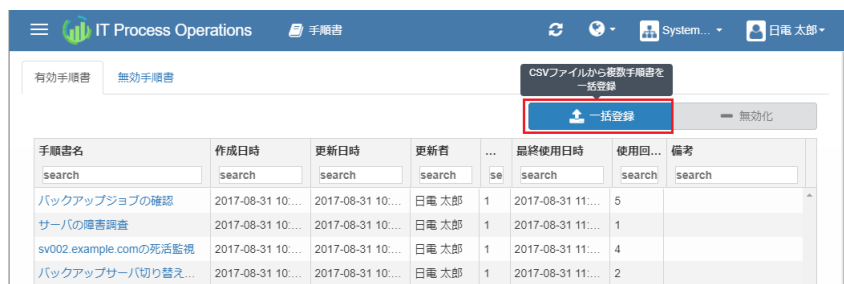 IT Process Operations 手順書 System... 日電 太郎
有効手順書 無効手順書
CSVファイルから複数手順書を
一括登録
一括登録 無効化
手順書名 作成日時 更新日時 更新者 ... 最終使用日時 使用回... 備考
search search search search se search search search
バックアップジョブの確認 2017-08-31 10:... 2017-08-31 10:... 日電 太郎 1 2017-08-31 11:... 5
サーバの障害調査 2017-08-31 10:... 2017-08-31 10:... 日電 太郎 1 2017-08-31 11:... 1
sv002.example.comの死活監視 2017-08-31 10:... 2017-08-31 10:... 日電 太郎 1 2017-08-31 11:... 4
バックアップサーバ切り替え... 2017-08-31 10:... 2017-08-31 10:... 日電 太郎 1 2017-08-31 11:... 2